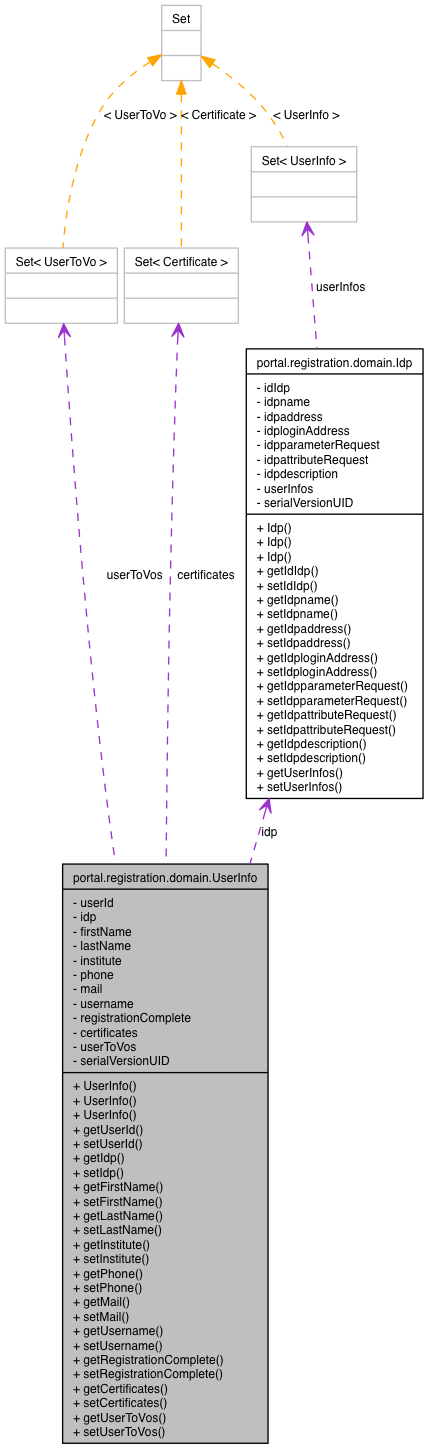 Set
< UserToVo >
< Certificate >
< UserInfo >
Set< UserInfo >
Set< UserToVo >
Set< Certificate >
userInfos
portal.registration.domain.Idp
- idIdp
- idpname
- idpaddress
- idploginAddress
- idpparameterRequest
- idpattributeRequest
- idpdescription
- userInfos
- serialVersionUID
+ Idp()
+ Idp()
+ Idp()
+ getIdIdp()
+ setIdIdp()
+ getIdpname()
+ setIdpname()
+ getIdpaddress()
+ setIdpaddress()
+ getIdploginAddress()
+ setIdploginAddress()
+ getIdpparameterRequest()
+ setIdpparameterRequest()
+ getIdpattributeRequest()
+ setIdpattributeRequest()
+ getIdpdescription()
+ setIdpdescription()
+ getUserInfos()
+ setUserInfos()
userToVos
certificates
idp
portal.registration.domain.UserInfo
- userId
- idp
- firstName
- lastName
- institute
- phone
- mail
- username
- registrationComplete
- certificates
- userToVos
- serialVersionUID
+ UserInfo()
+ UserInfo()
+ UserInfo()
+ getUserId()
+ setUserId()
+ getIdp()
+ setIdp()
+ getFirstName()
+ setFirstName()
+ getLastName()
+ setLastName()
+ getInstitute()
+ setInstitute()
+ getPhone()
+ setPhone()
+ getMail()
+ setMail()
+ getUsername()
+ setUsername()
+ getRegistrationComplete()
+ setRegistrationComplete()
+ getCertificates()
+ setCertificates()
+ getUserToVos()
+ setUserToVos()